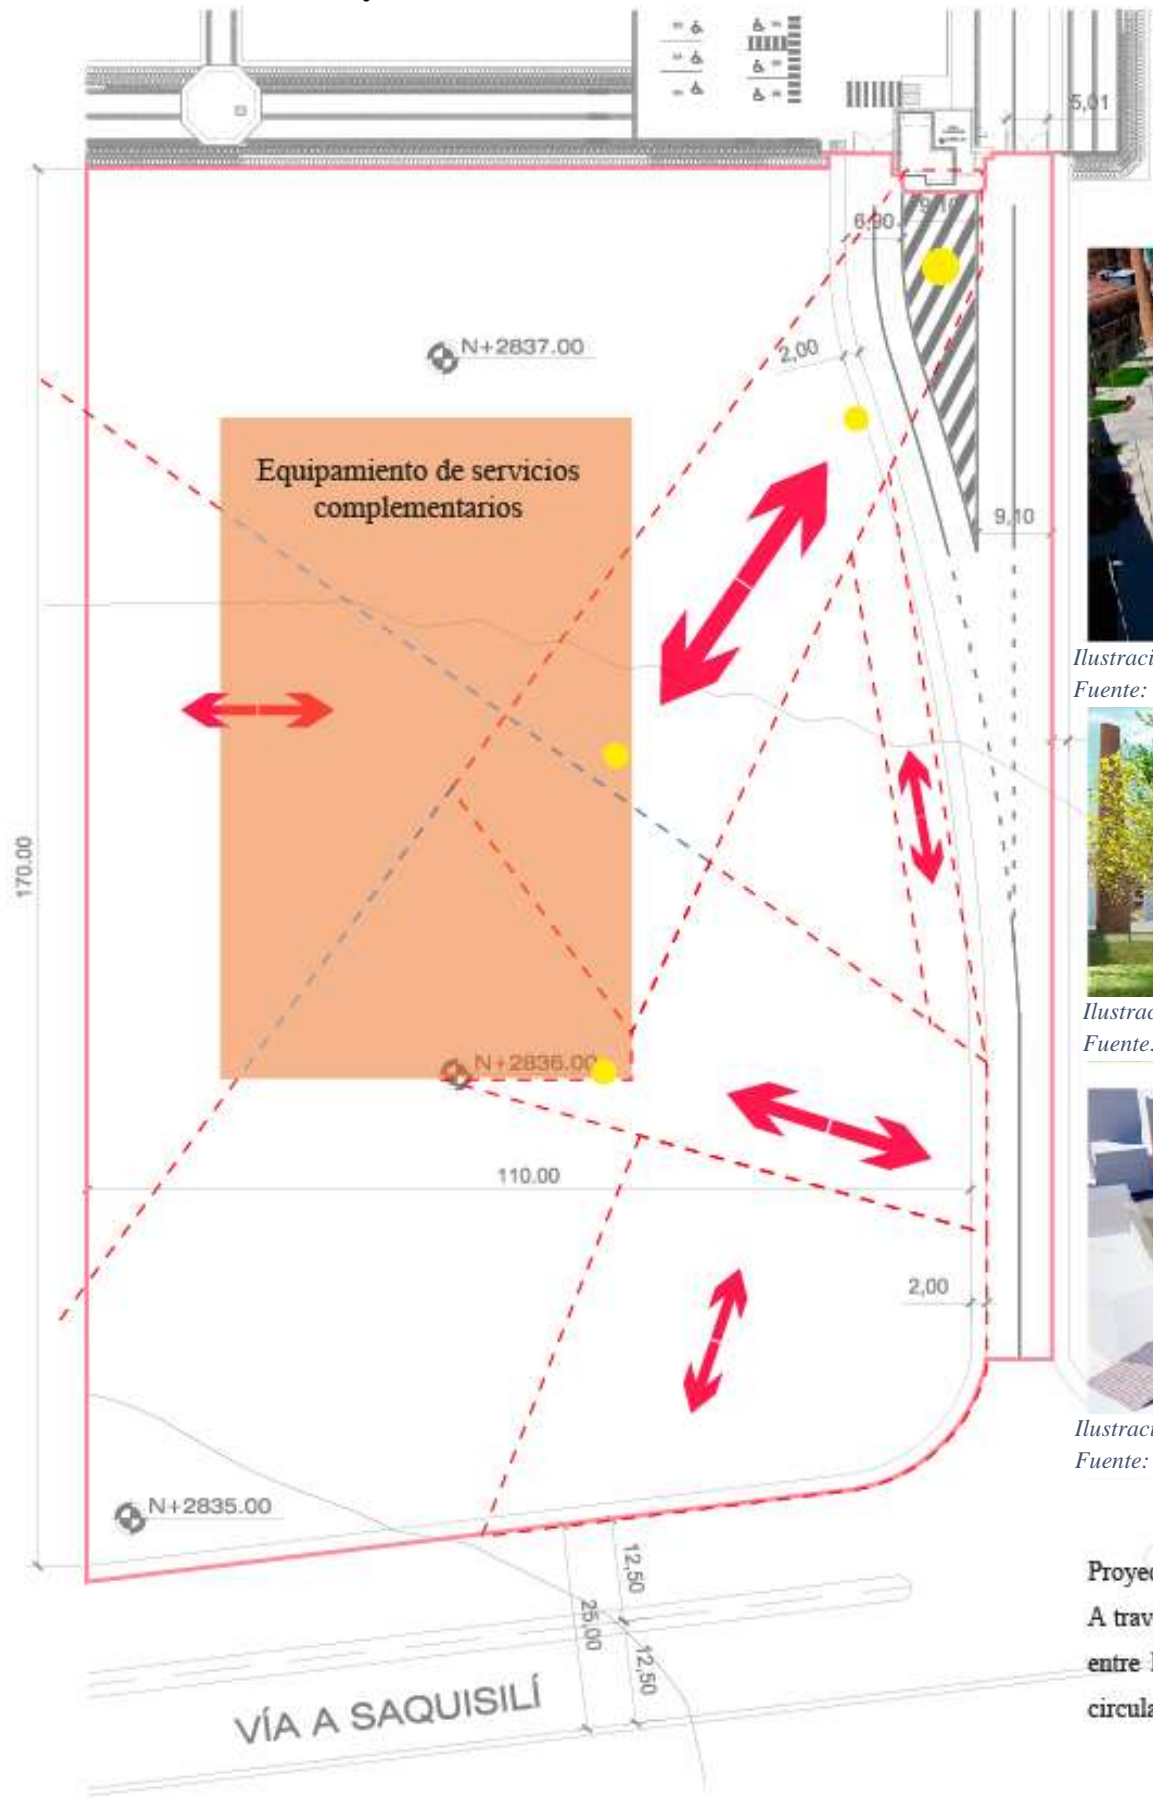 5,01
9,10
6,90
N+2837.00
2,00
Equipamiento de servicios
complementarios
9,10
Ilustraci
Fuente:
170.00
Ilustrac
Fuente:
N+2836.00
110.00
2,00
Ilustraci
Fuente:
N+2835.00
12,50
25,00
12,50
VÍA A SAQUISILÍ
Proyec
A trav
entre
circula